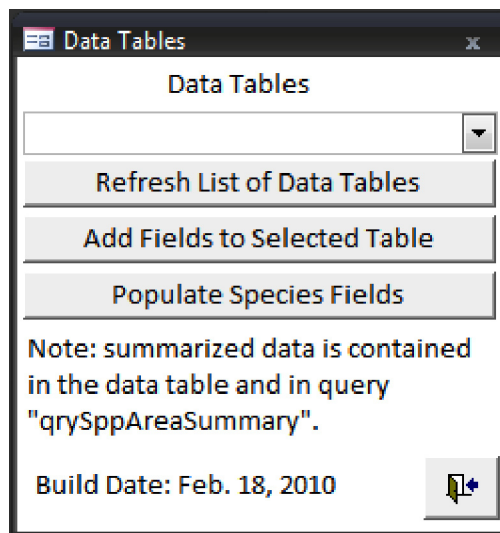 Data Tables
Data Tables
Refresh List of Data Tables
Add Fields to Selected Table
Populate Species Fields
Note: summarized data is contained
in the data table and in query
"qrySppAreaSummary".
Build Date: Feb. 18, 2010